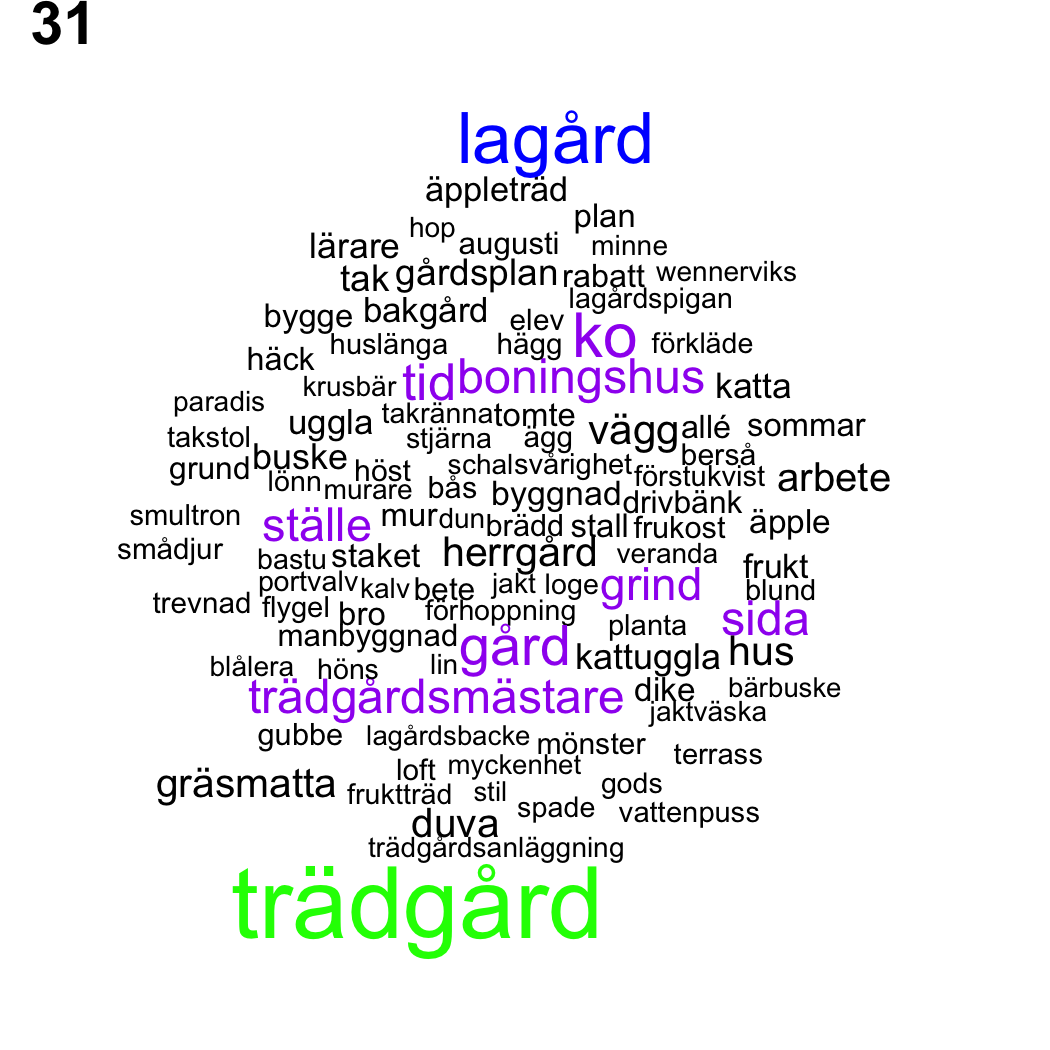 31
lagård
äppleträd
plan
hop
lärare augusti minne
tak gårdsplan rabatt wennerviks
lagårdspigan
bygge bakgård elev ko
huslänga hägg förkläde
häck
krusbär tid boningshus katta
paradis
uggla takränna tomte vägg allé sommar
takstol stjärna ägg
buske berså
grund höst schalsvårighet förstukvist arbete
lönn murare bås byggnad drivbänk
smultron ställe mur dun brädd stall frukost äpple
smådjur bastu staket herrgård veranda frukt
portvalv kalv bete jakt loge grind blund
trevnad flygel bro förhoppning sida
manbyggnad planta
blålera höns lin gård kattuggla hus
trädgårdsmästare dike bärbuske
jaktväska
gubbe lagårdsbacke mönster terrass
gräsmatta loft myckenhet gods
fruktträd stil spade vattenpuss
duva
trädgårdsanläggning
trädgård